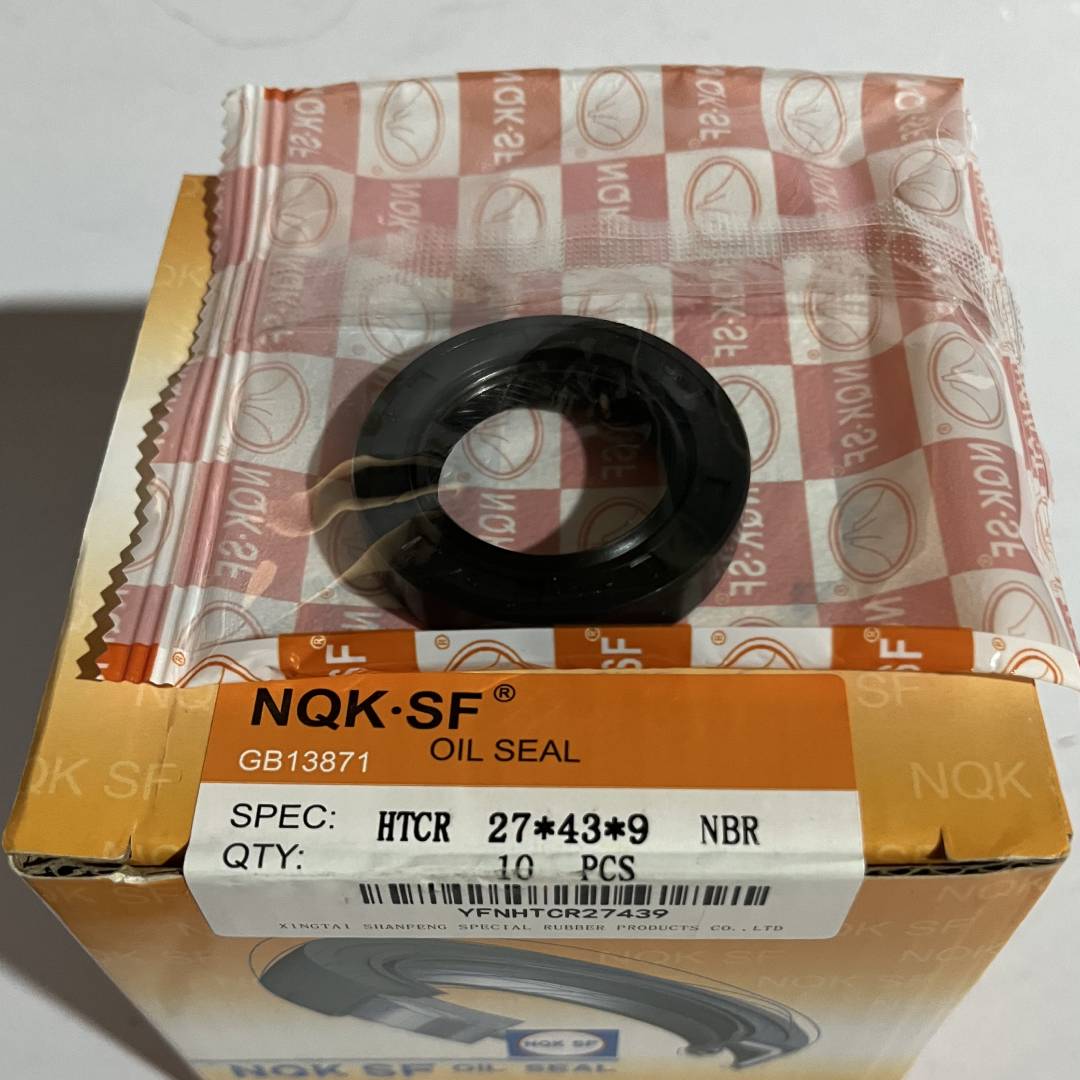 NQK·SF®
OIL SEAL
GB13871
SPEC: HTCR 27*43*9 NBR
QTY: 10 PCS
YFNHTCR27439
XINGTAI SHANPENG SPECIAL RUBBER PRODUCTS CO.,LTD
NQK SF
NQK SF OIL SEAL